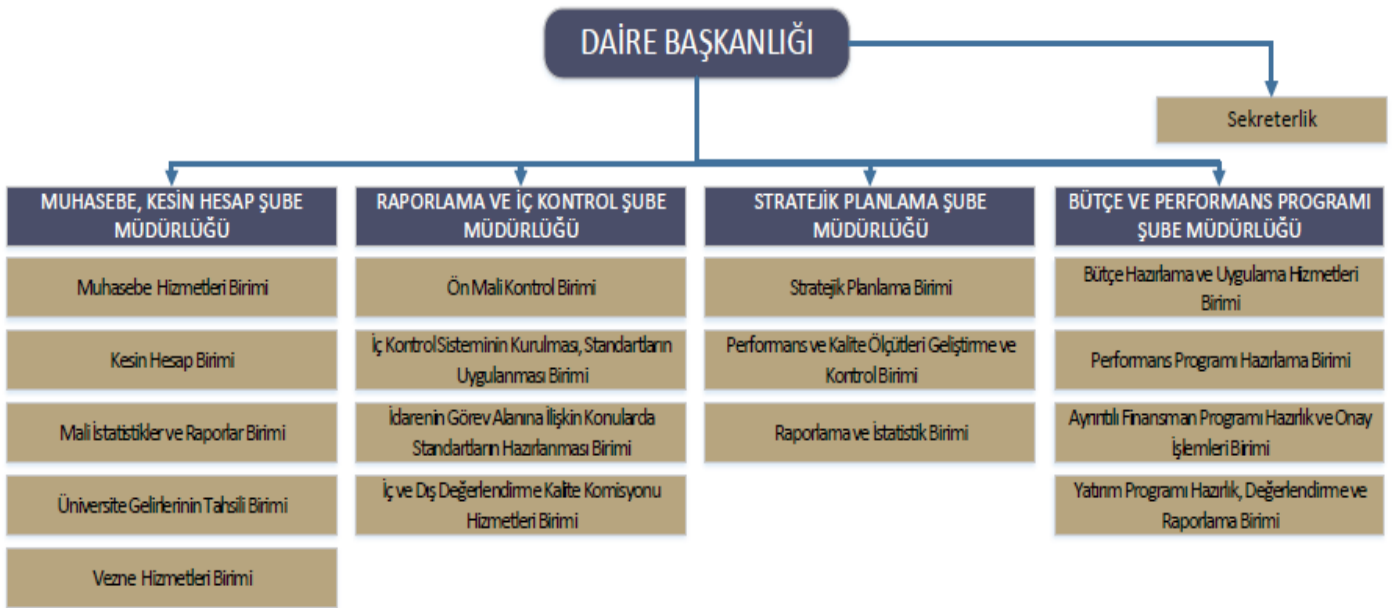 DAİRE BAŞKANLIĞI
Sekreterlik
MUHASEBE, KESİN HESAP ŞUBE
MÜDÜRLÜĞÜ
Muhasebe Hizmetleri Birimi
Kesin Hesap Birimi
Mali İstatistikler ve Raporlar Birimi
Üniversite Gelirlerinin Tahsili Birimi
Vezne Hizmetleri Birimi
RAPORLAMA VE İÇ KONTROL ŞUBE
MÜDÜRLÜĞÜ
Ön Mali Kontrol Birimi
İç Kontrol Sisteminin Kurulması, Standartların
Uygulanması Birimi
İdarenin Görev Alanına İlişkin Konularda
Standartların Hazırlanması Birimi
İç ve Dış Değerlendirme Kalite Komisyonu
Hizmetleri Birimi
STRATEJİK PLANLAMA ŞUBE
MÜDÜRLÜĞÜ
Stratejik Planlama Birimi
Performans ve Kalite Ölçütleri Geliştirme ve
Kontrol Birimi
Raporlama ve İstatistik Birimi
BÜTÇE VE PERFORMANS PROGRAMI
ŞUBE MÜDÜRLÜĞÜ
Bütçe Hazırlama ve Uygulama Hizmetleri
Birimi
Performans Programı Hazırlama Birimi
Ayrıntılı Finansman Programı Hazırlık ve Onay
İşlemleri Birimi
Yatırım Programı Hazırlık, Değerlendirme ve
Raporlama Birimi